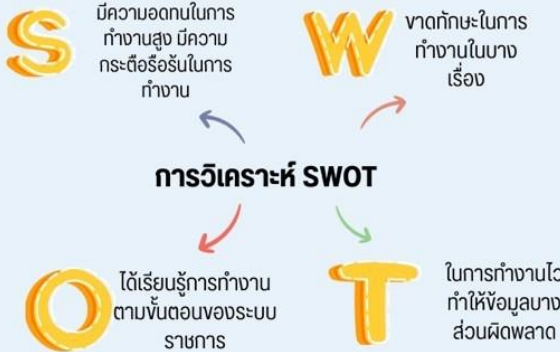 S
มีความอดทนในการ
ทำงานสูง มีความ
กระตือรือร้นในการ
ทำงาน
W
ขาดทักษะในการ
ทำงานในบาง
เรื่อง
การวิเคราะห์ SWOT
O
ได้เรียนรู้การทำงาน
ตามขั้นตอนของระบบ
ราชการ
T
ในการทำงานไว
ทำให้ข้อมูลบาง
ส่วนผิดพลาด